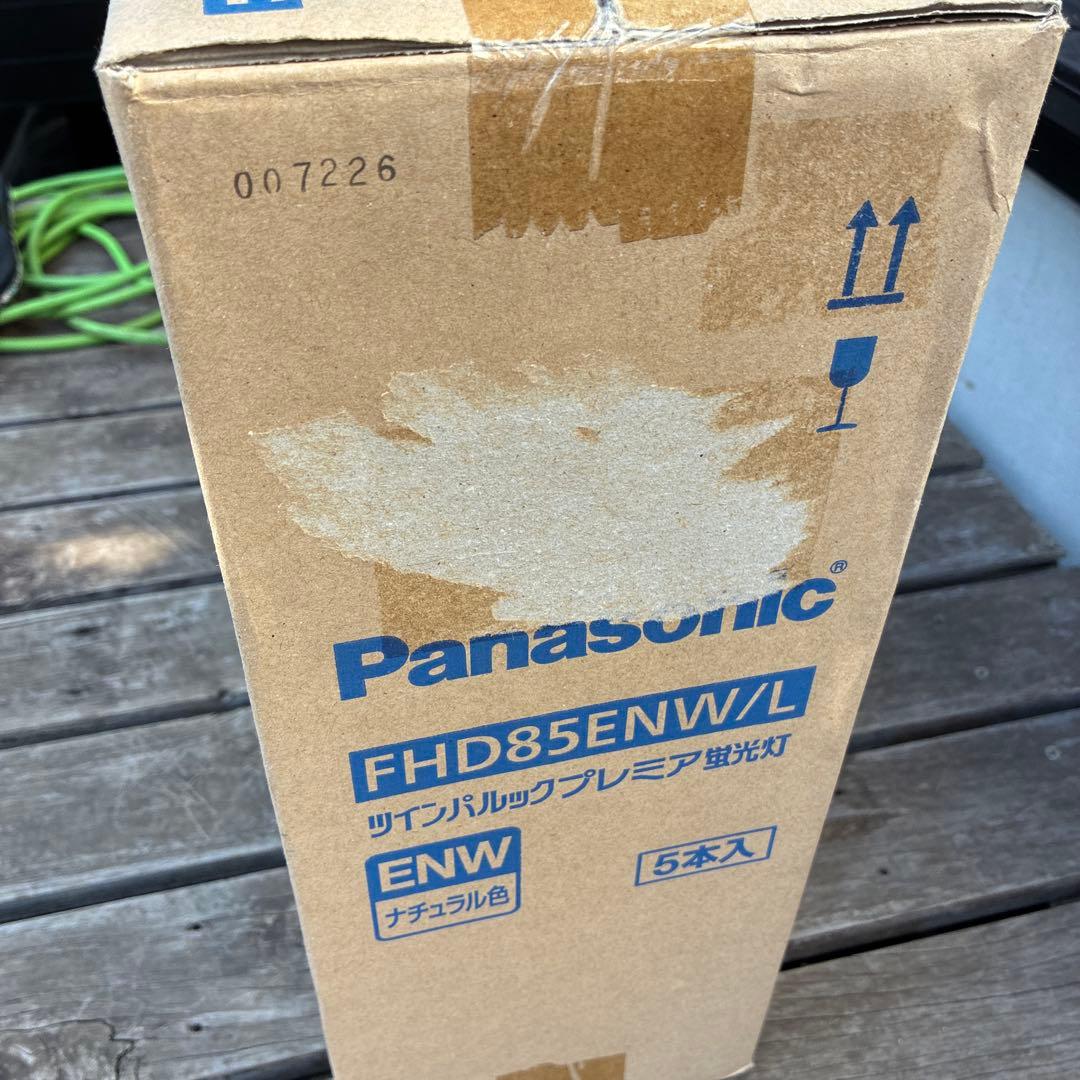 007226
Panasonic®
FHD85ENW/L
ツインパルックプレミア蛍光灯
ENW
ナチュラル色
5本入